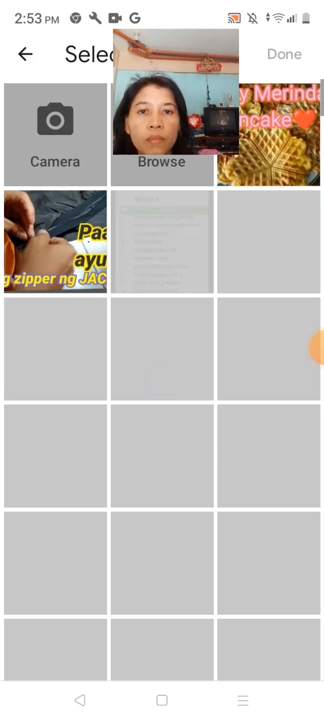 2:53 PM
Selec
Done
Camera
Browse
y Merinda
ncake❤️
Paa
ayu
g zipper ng JAC